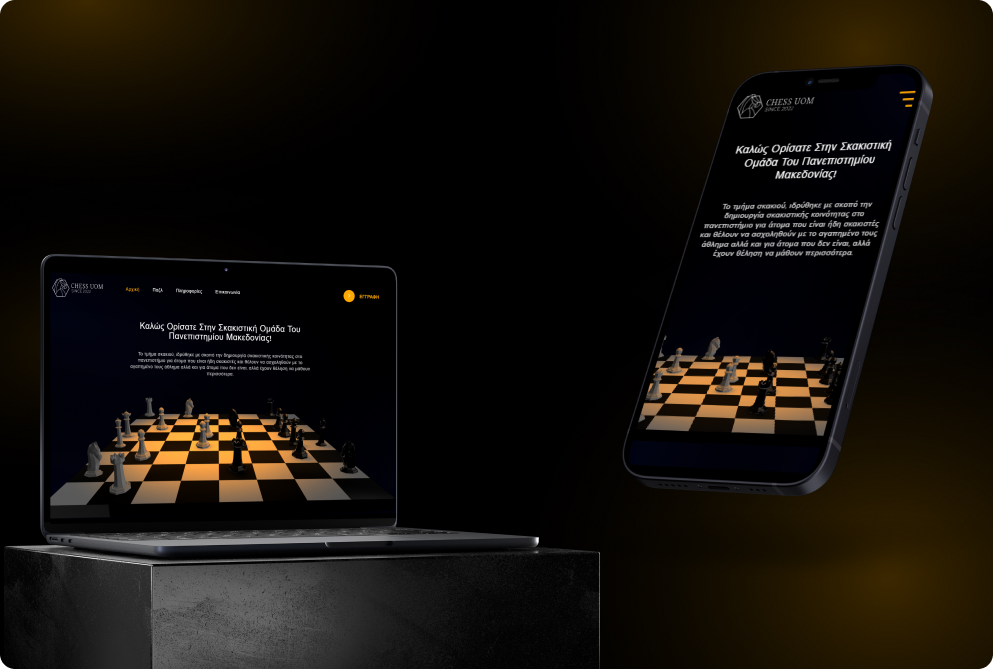 CHESS UOM
SINCE 2022
Αρχική
Παζλ
Πληροφορίες
Επικοινωνία
ΕΓΓΡΑΦΗ
Καλώς Ορίσατε Στην Σκακιστική Ομάδα Του
Πανεπιστημίου Μακεδονίας!
Το τμήμα σκακιού, ιδρύθηκε με σκοπό την δημιουργία σκακιστικής κοινότητας στο
πανεπιστήμιο για άτομα που είναι ήδη σκακιστές και θέλουν να ασχοληθούν με το
αγαπημένο τους άθλημα αλλά και για άτομα που δεν είναι, αλλά έχουν θέληση να μάθουν
περισσότερα.
CHESS UOM
SINCE 2022
Καλώς Ορίσατε Στην Σκακιστική
Ομάδα Του Πανεπιστημίου
Μακεδονίας!
Το τμήμα σκακιού, ιδρύθηκε με σκοπό την
δημιουργία σκακιστικής κοινότητας στο
πανεπιστήμιο για άτομα που είναι ήδη σκακιστές
και θέλουν να ασχοληθούν με το αγαπημένο τους
άθλημα αλλά και για άτομα που δεν είναι, αλλά
έχουν θέληση να μάθουν περισσότερα.